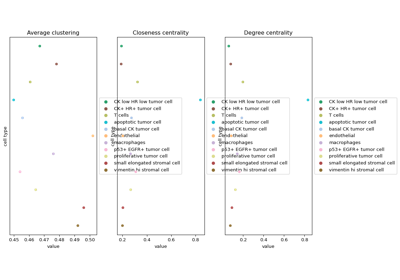 Average clustering
Closeness centrality
Degree centrality
cell type
CK low HR low tumor cell
CK+ HR+ tumor cell
T cells
apoptotic tumor cell
basal CK tumor cell
endothelial
macrophages
p53+ EGFR+ tumor cell
proliferative tumor cell
small elongated stromal cell
vimentin hi stromal cell
CK low HR low tumor cell
CK+ HR+ tumor cell
T cells
apoptotic tumor cell
basal CK tumor cell
endothelial
macrophages
p53+ EGFR+ tumor cell
proliferative tumor cell
small elongated stromal cell
vimentin hi stromal cell
CK low HR low tumor cell
CK+ HR+ tumor cell
T cells
apoptotic tumor cell
basal CK tumor cell
endothelial
macrophages
p53+ EGFR+ tumor cell
proliferative tumor cell
small elongated stromal cell
vimentin hi stromal cell
0.45 0.46 0.47 0.48 0.49 0.50
0.2 0.4 0.6 0.8
0.2 0.4 0.6 0.8
value
value
value